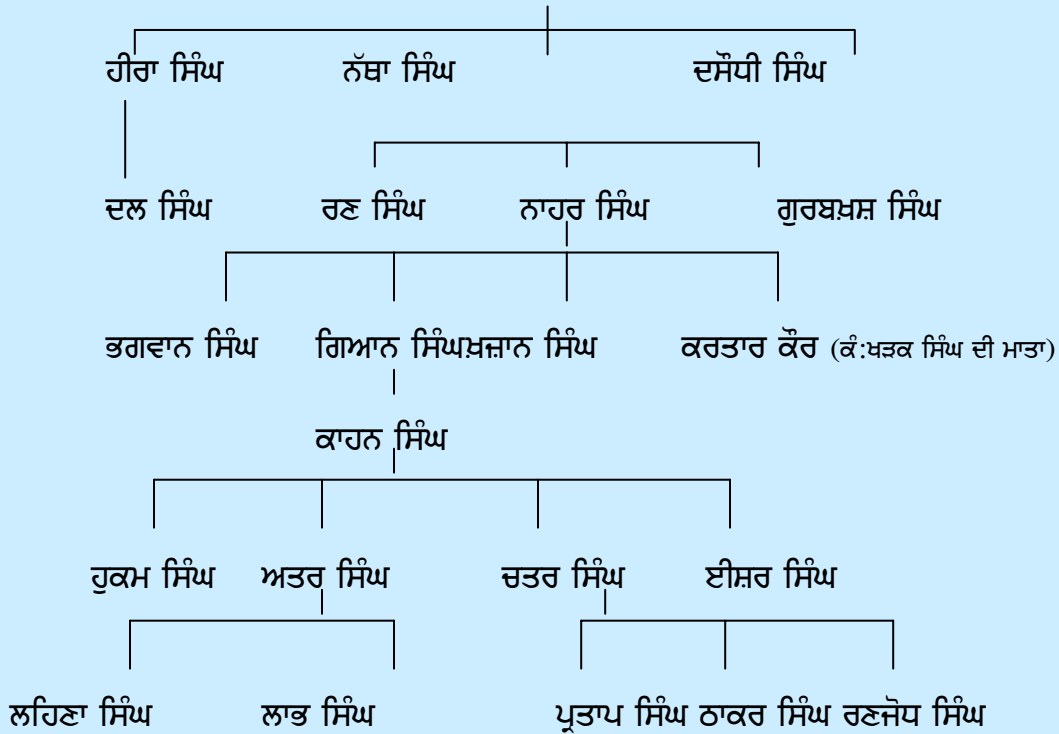 ਹੀਰਾ ਸਿੰਘ ਨੱਥਾ ਸਿੰਘ ਦਸੌਧੀ ਸਿੰਘ
ਦਲ ਸਿੰਘ ਰਣ ਸਿੰਘ ਨਾਹਰ ਸਿੰਘ ਗੁਰਬਖ਼ਸ਼ ਸਿੰਘ
ਭਗਵਾਨ ਸਿੰਘ ਗਿਆਨ ਸਿੰਘਖ਼ਜ਼ਾਨ ਸਿੰਘ ਕਰਤਾਰ ਕੌਰ (ਕੰ:ਖੜਕ ਸਿੰਘ ਦੀ ਮਾਤਾ)
ਕਾਹਨ ਸਿੰਘ
ਹੁਕਮ ਸਿੰਘ ਅਤਰ ਸਿੰਘ ਚਤਰ ਸਿੰਘ ਈਸ਼ਰ ਸਿੰਘ
ਲਹਿਣਾ ਸਿੰਘ ਲਾਭ ਸਿੰਘ ਪ੍ਰਤਾਪ ਸਿੰਘ ਠਾਕਰ ਸਿੰਘ ਰਣਜੋਧ ਸਿੰਘ